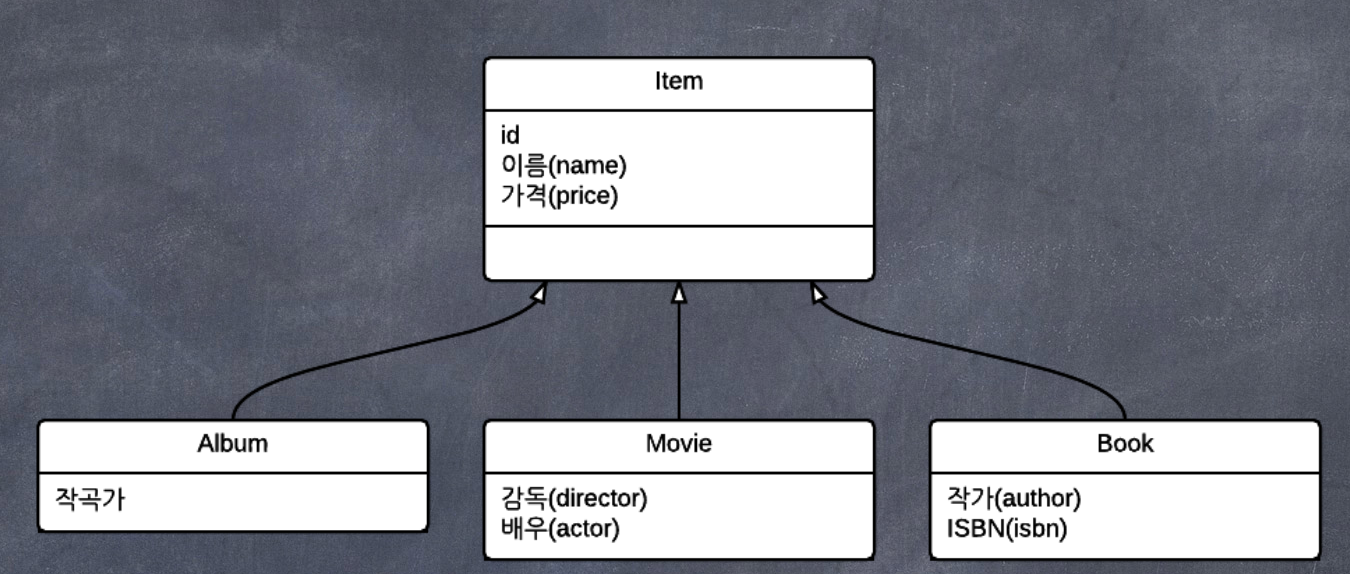 Item
id
이름(name)
가격(price)
Album
작곡가
Movie
감독(director)
배우(actor)
Book
작가(author)
ISBN(isbn)